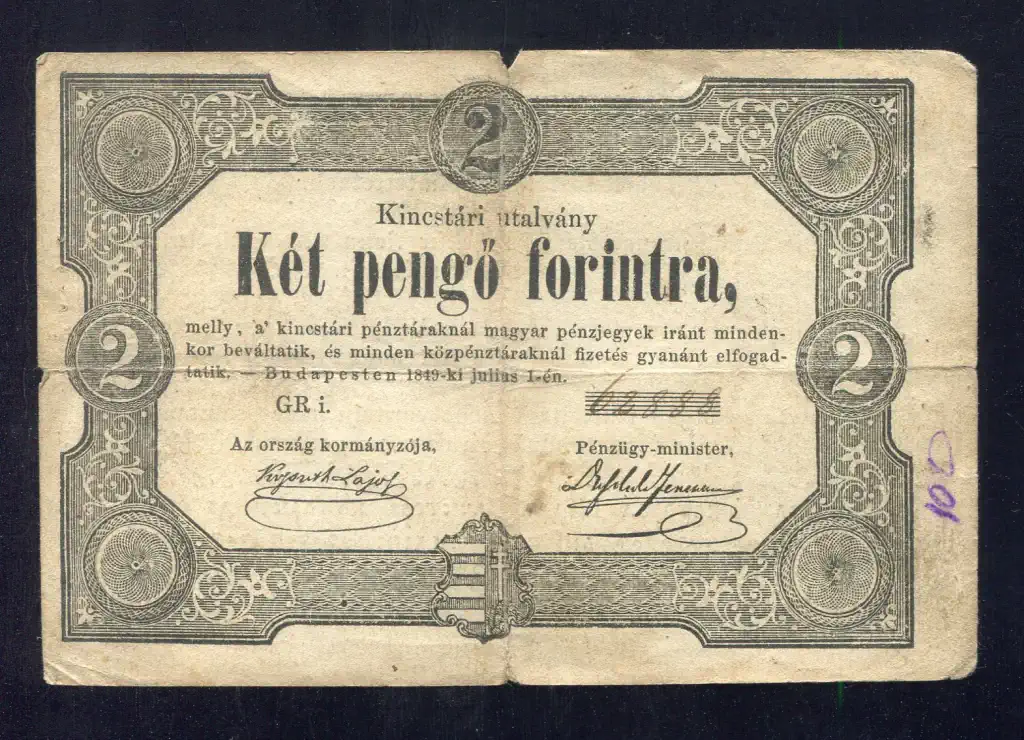 2
Kincstári utalvány
Két pengő forintra,
melly, a' kincstári pénztáraknál magyar pénzjegyek iránt minden-
kor beváltatik, és minden közpénztáraknál fizetés gyanánt elfogad-
tatik. — Budapesten 1849-ki julius 1-én.
2
2
GR i.
62888
Az ország kormányzója,
Pénzügy-minister,
Kossuth Lajos